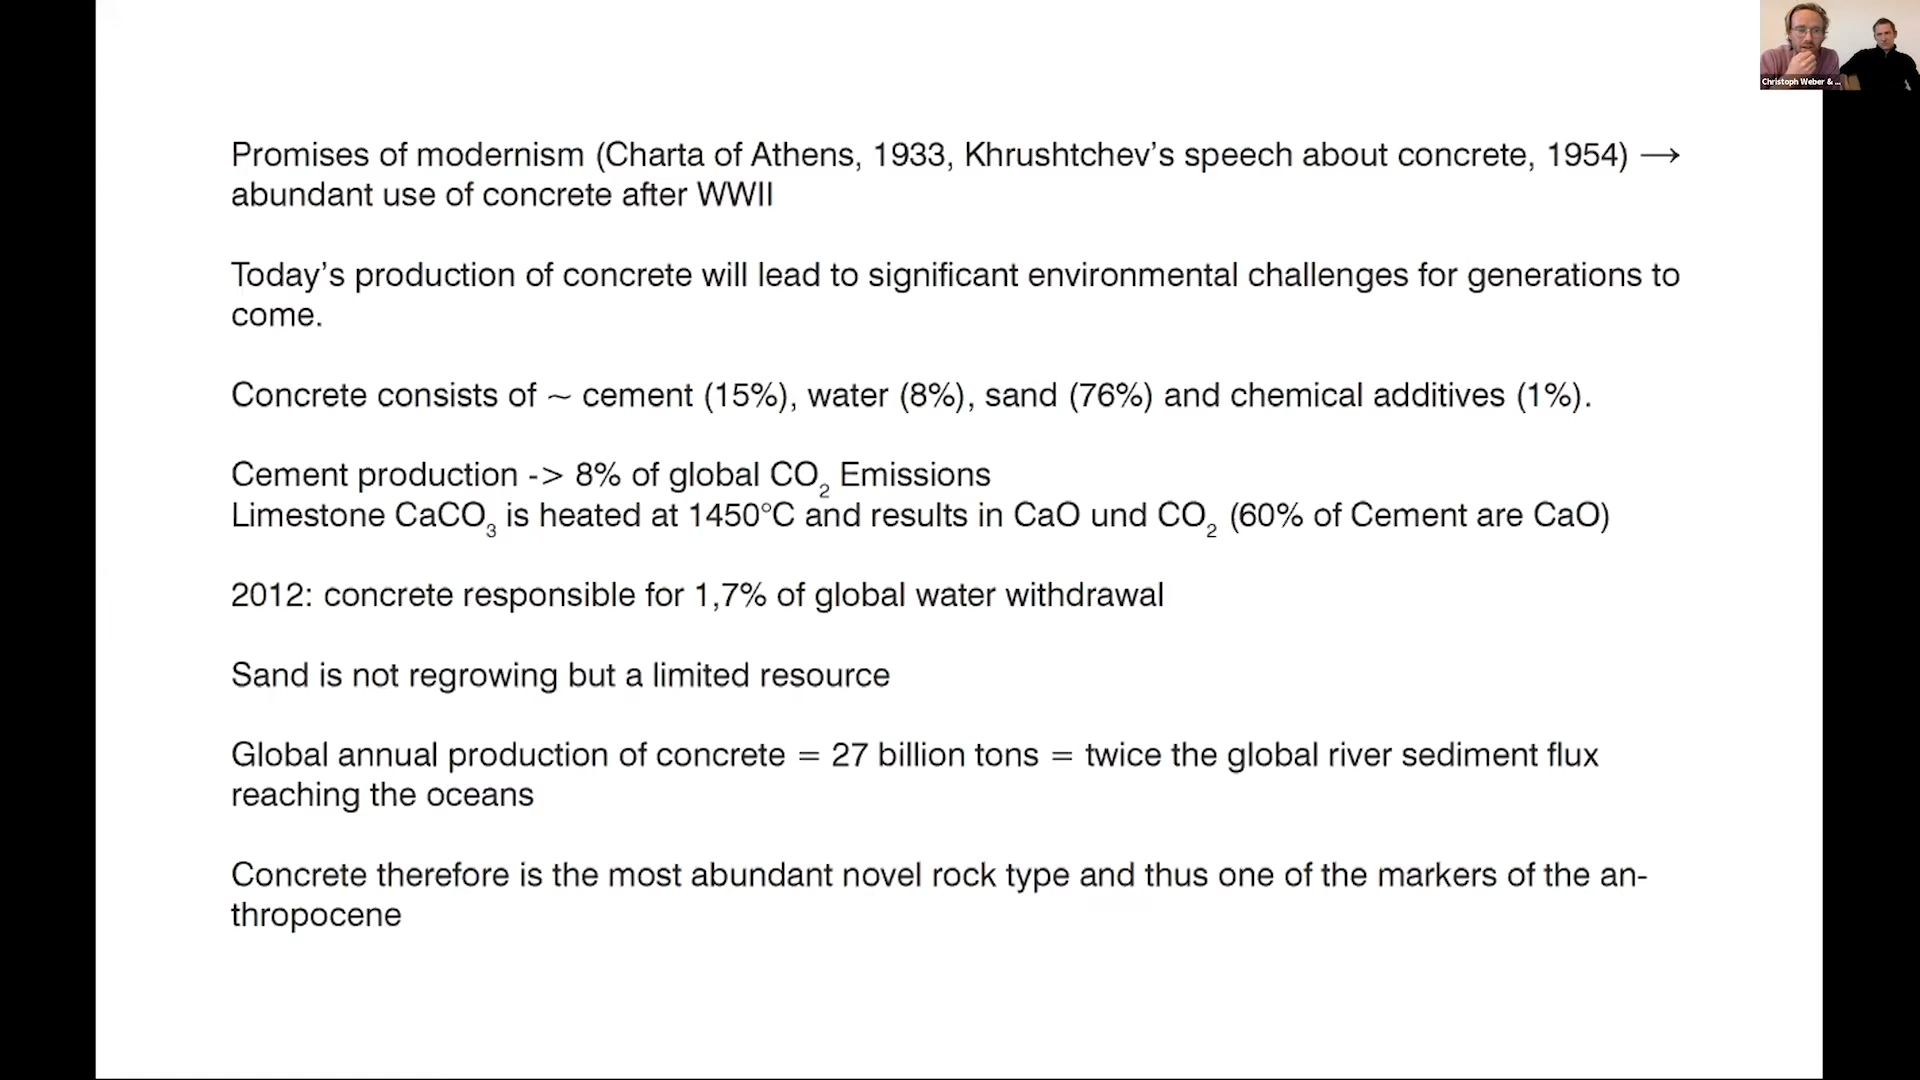 Christoph Weber & ...
Promises of modernism (Charta of Athens, 1933, Khrushtchev’s speech about concrete, 1954) →
abundant use of concrete after WWII
Today’s production of concrete will lead to significant environmental challenges for generations to
come.
Concrete consists of ~ cement (15%), water (8%), sand (76%) and chemical additives (1%).
Cement production -> 8% of global CO₂ Emissions
Limestone CaCO₃ is heated at 1450°C and results in CaO und CO₂ (60% of Cement are CaO)
2012: concrete responsible for 1,7% of global water withdrawal
Sand is not regrowing but a limited resource
Global annual production of concrete = 27 billion tons = twice the global river sediment flux
reaching the oceans
Concrete therefore is the most abundant novel rock type and thus one of the markers of the an-
thropocene